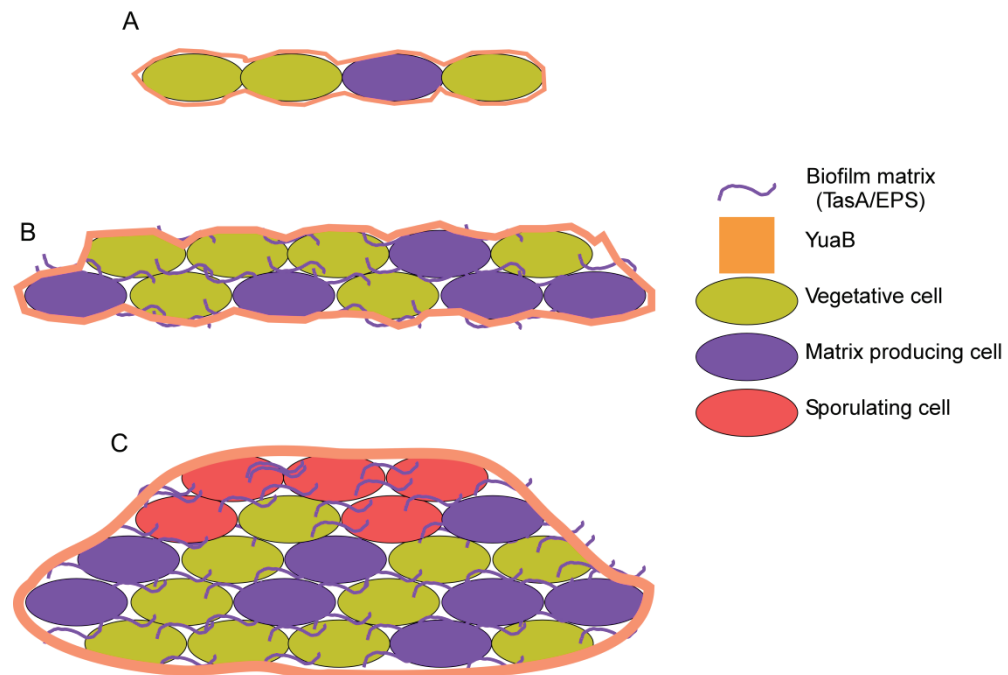 A
B
C
Biofilm matrix
(TasA/EPS)
YuaB
Vegetative cell
Matrix producing cell
Sporulating cell